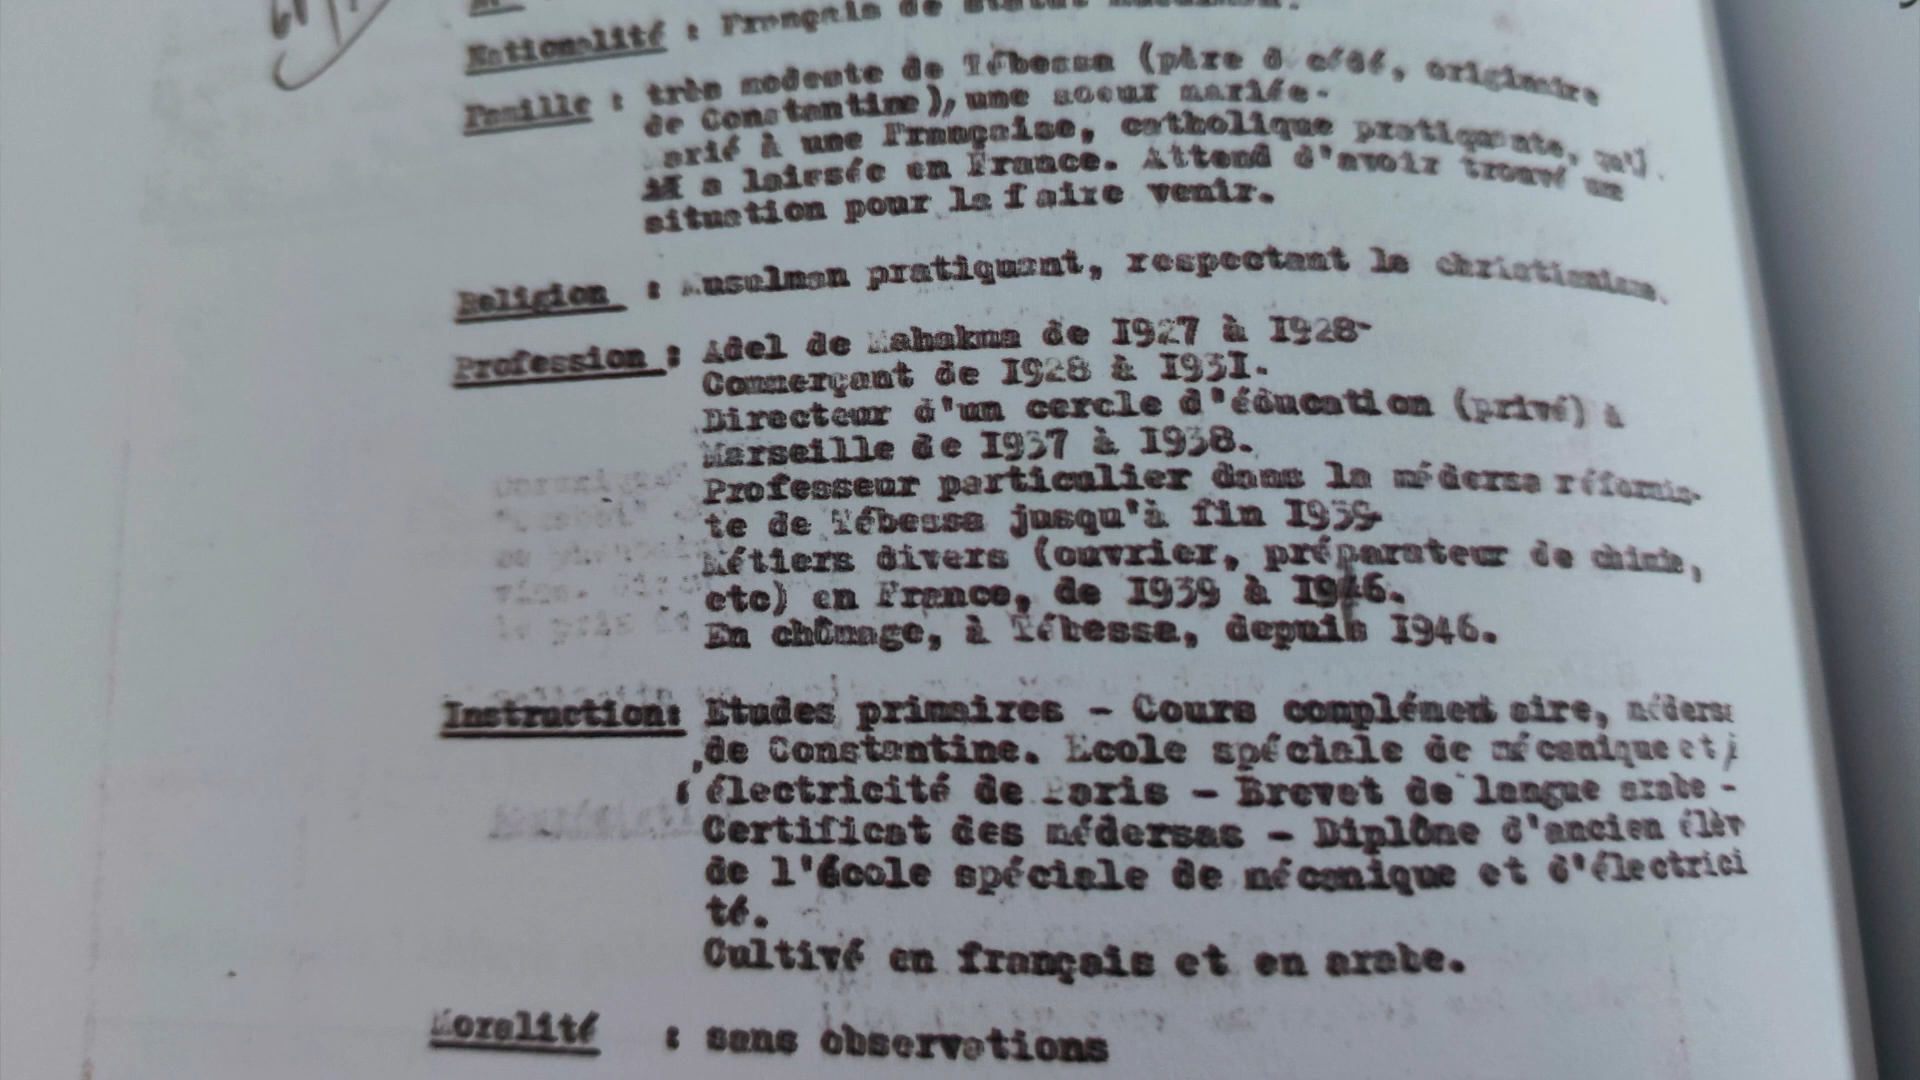 Nationalité : Français de statut musulman.
Famille : très modeste de Tébessa (père décédé, originaire
de Constantine), une soeur mariée.
arié à une Française, catholique pratiquante, qu'il
a laissée en France. Attend d'avoir trouvé un
situation pour la faire venir.
Religion : Musulman pratiquant, respectant le christianisme.
Profession : Adel de Mahakma de 1927 à 1928-
Commerçant de 1928 à 1931.
Directeur d'un cercle d'éducation (privé) à
Marseille de 1937 à 1938.
Professeur particulier dans la médersa réformis-
te de Tébessa jusqu'à fin 1939
Métiers divers (ouvrier, préparateur de chimie,
etc) en France, de 1939 à 1946.
En chômage, à Tébessa, depuis 1946.
Instruction: Etudes primaires - Cours complémentaire, médersa
de Constantine. Ecole spéciale de mécanique et
électricité de Paris - Brevet de langue arabe -
Certificat des médersas - Diplôme d'ancien élèv
de l'école spéciale de mécanique et d'électrici
té.
Cultivé en français et en arabe.
Moralité : sans observations